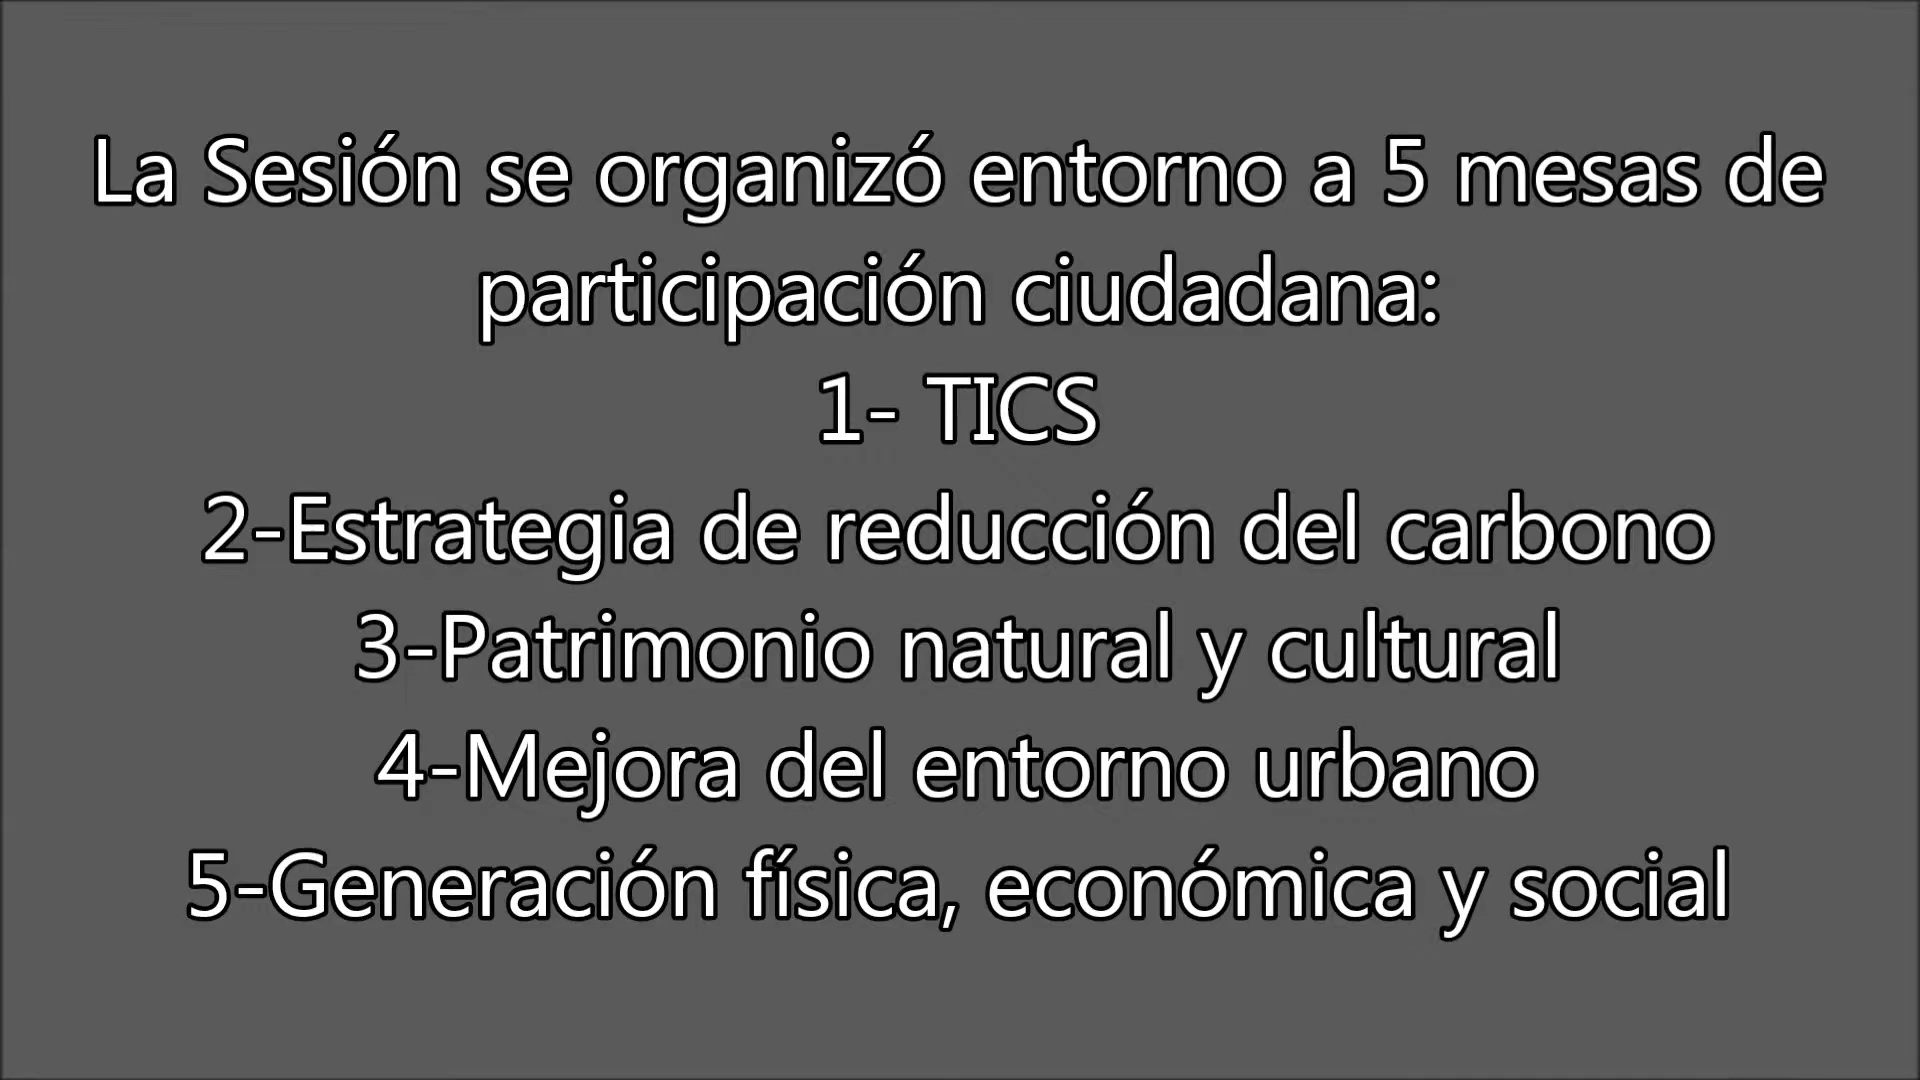 La Sesión se organizó entorno a 5 mesas de
participación ciudadana:
1- TICS
2-Estrategia de reducción del carbono
3-Patrimonio natural y cultural
4-Mejora del entorno urbano
5-Generación física, económica y social